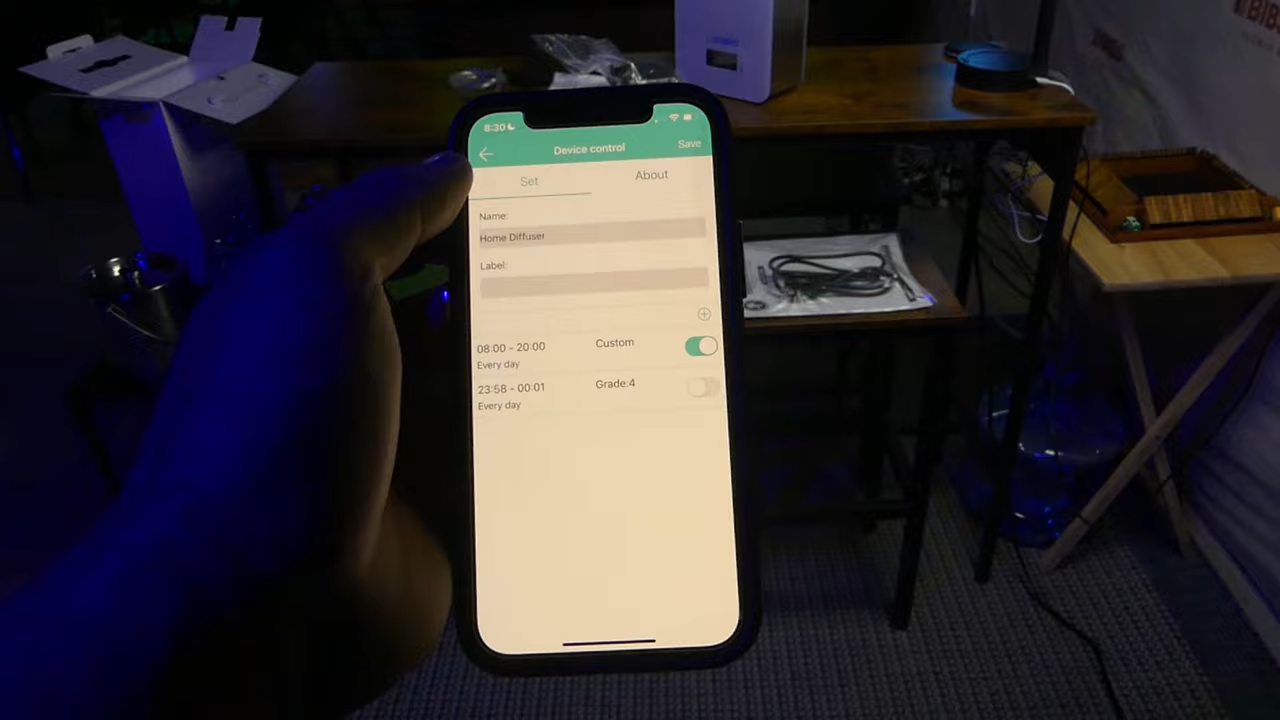 8:30
Device control
Save
Set
About
Name:
Home Diffuser
Label:
08:00 - 20:00
Custom
Every day
23:58 - 00:01
Grade:4
Every day